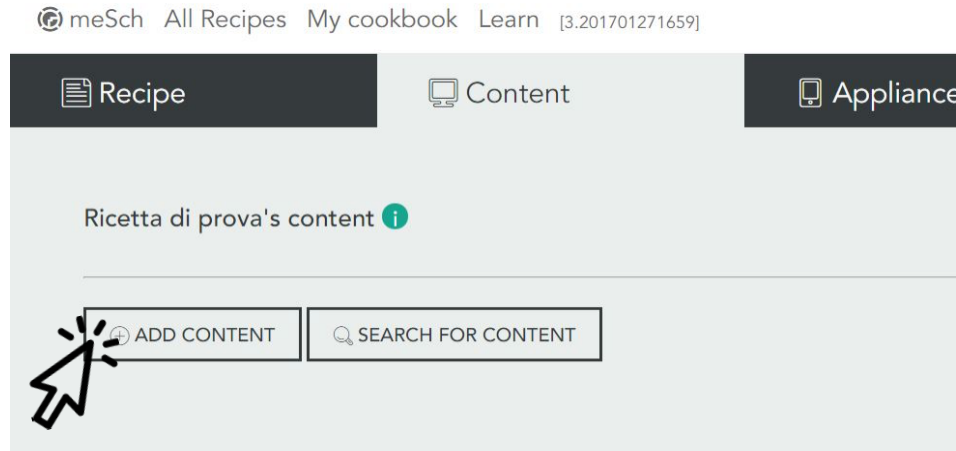 meSch All Recipes My cookbook Learn [3.201701271659]
Recipe Content Appliance
Ricetta di prova's content i
ADD CONTENT SEARCH FOR CONTENT